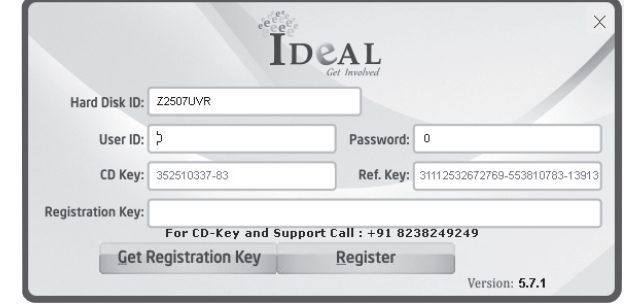 IDeAL
Get Involved
Hard Disk ID: Z2507UVR
User ID: Password: 0
CD Key: 352510337-83 Ref. Key: 31112532672769-553810783-13913
Registration Key:
For CD-Key and Support Call : +91 8238249249
Get Registration Key Register
Version: 5.7.1